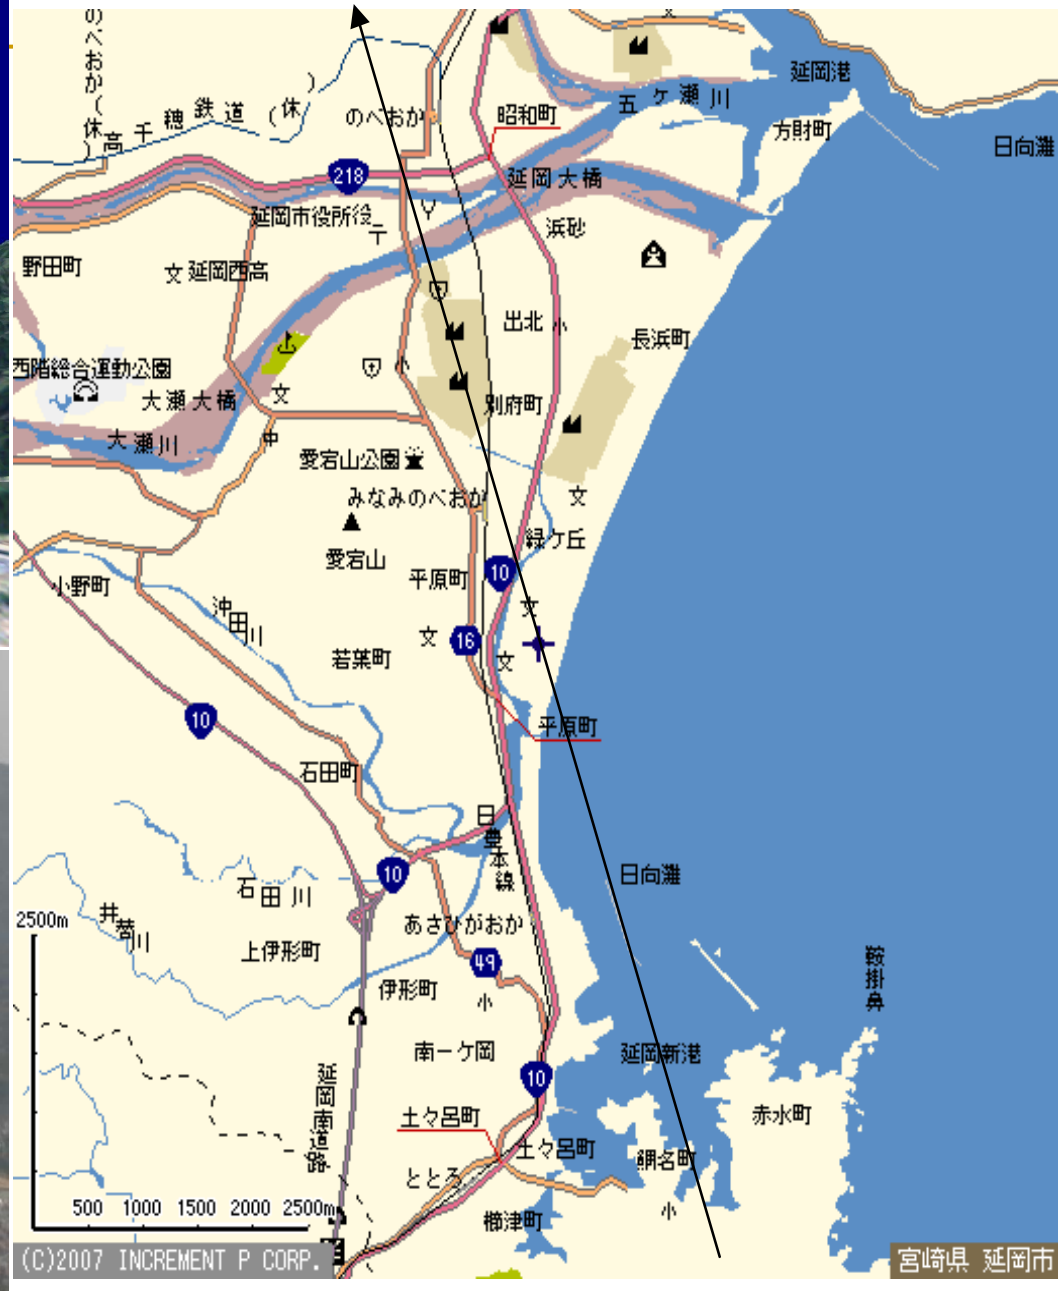 のべおか(休)
高千穂鉄道(休)
のべおか
昭和町
五ヶ瀬川
延岡港
方財町
日向灘
218
延岡大橋
延岡市役所
役
〒
浜砂
野田町
文
延岡西高
出北
小
長浜町
西階総合運動公園
小
文
大瀬大橋
別府町
大瀬川
中
愛宕山公園
みなみのべおか
文
愛宕山
緑ケ丘
10
平原町
小野町
文
沖田川
文
16
若葉町
文
10
平原町
石田町
日豊本線
10
日向灘
石田川
井替川
2500m
あさひがおか
上伊形町
49
鞍掛鼻
伊形町
小
南一ケ岡
延岡新港
延岡南道路
10
土々呂町
赤水町
土々呂町
鯛名町
ととろ
500 1000 1500 2000 2500m
櫛津町
小
(C)2007 INCREMENT P CORP.
宮崎県 延岡市